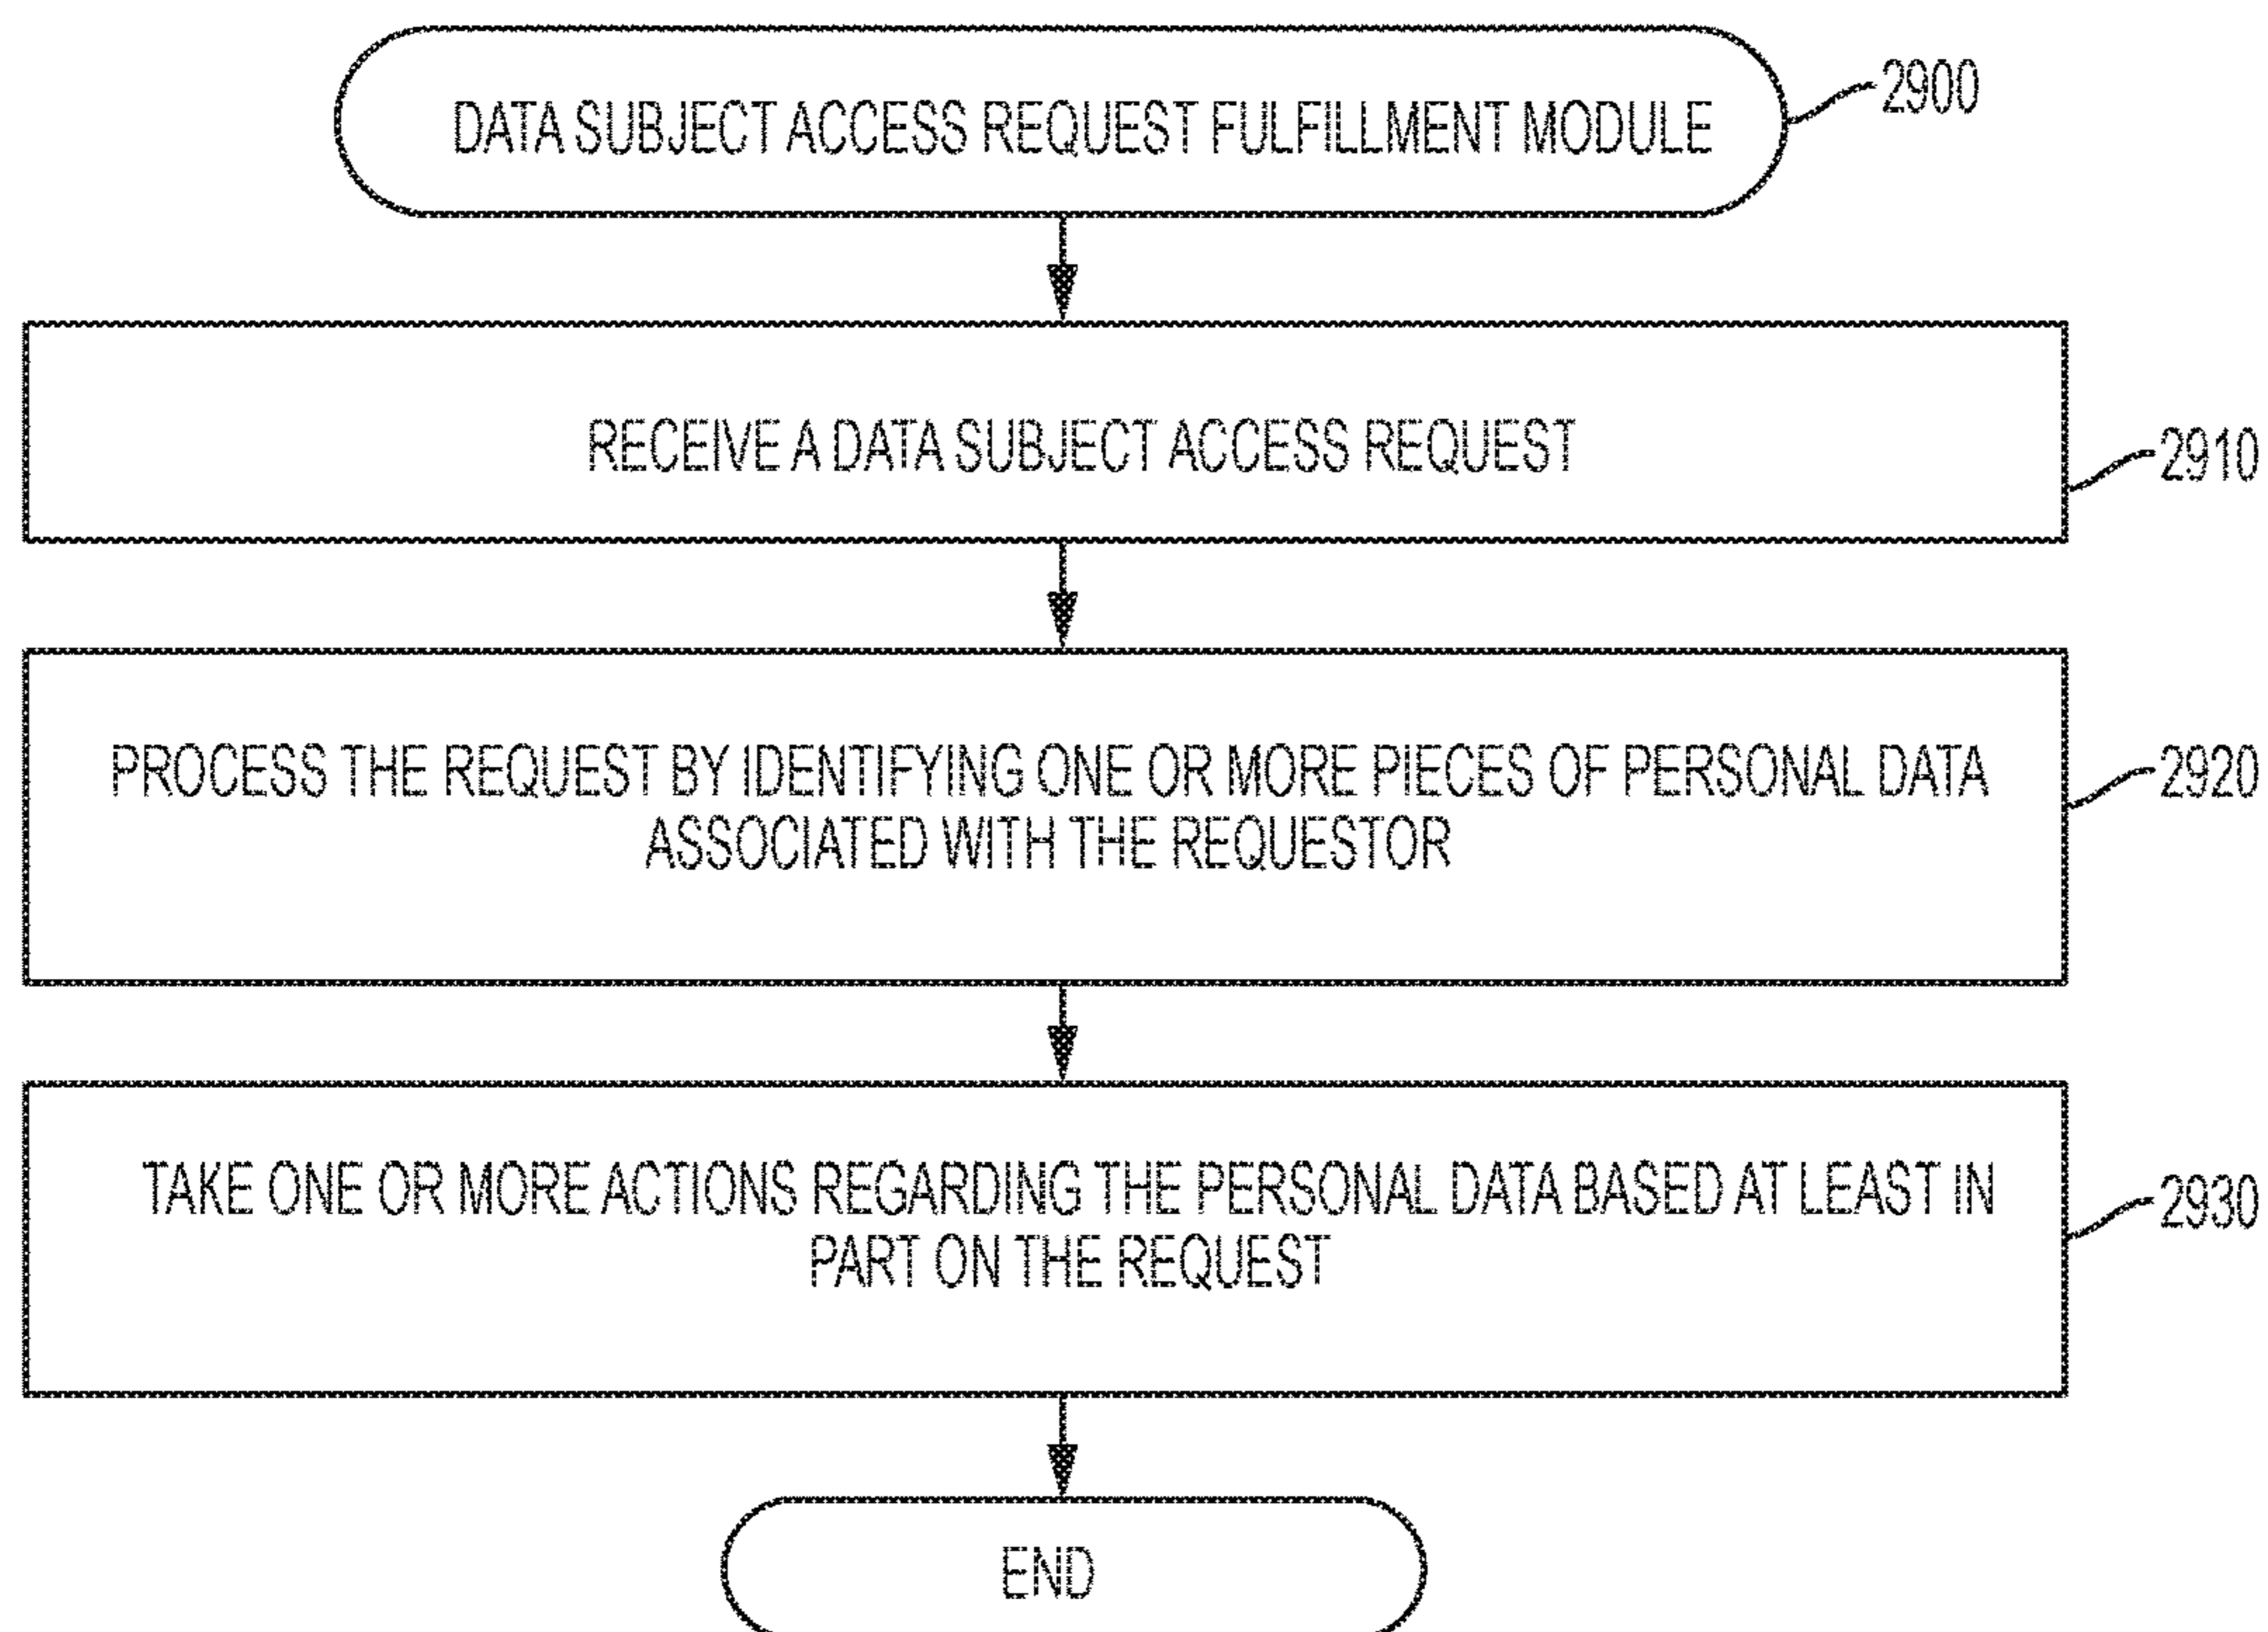 DATA SUBJECT ACCESS REQUEST FULFILLMENT MODULE
2900
RECEIVE A DATA SUBJECT ACCESS REQUEST
2910
PROCESS THE REQUEST BY IDENTIFYING ONE OR MORE PIECES OF PERSONAL DATA
ASSOCIATED WITH THE REQUESTOR
2920
TAKE ONE OR MORE ACTIONS REGARDING THE PERSONAL DATA BASED AT LEAST IN
PART ON THE REQUEST
2930
END